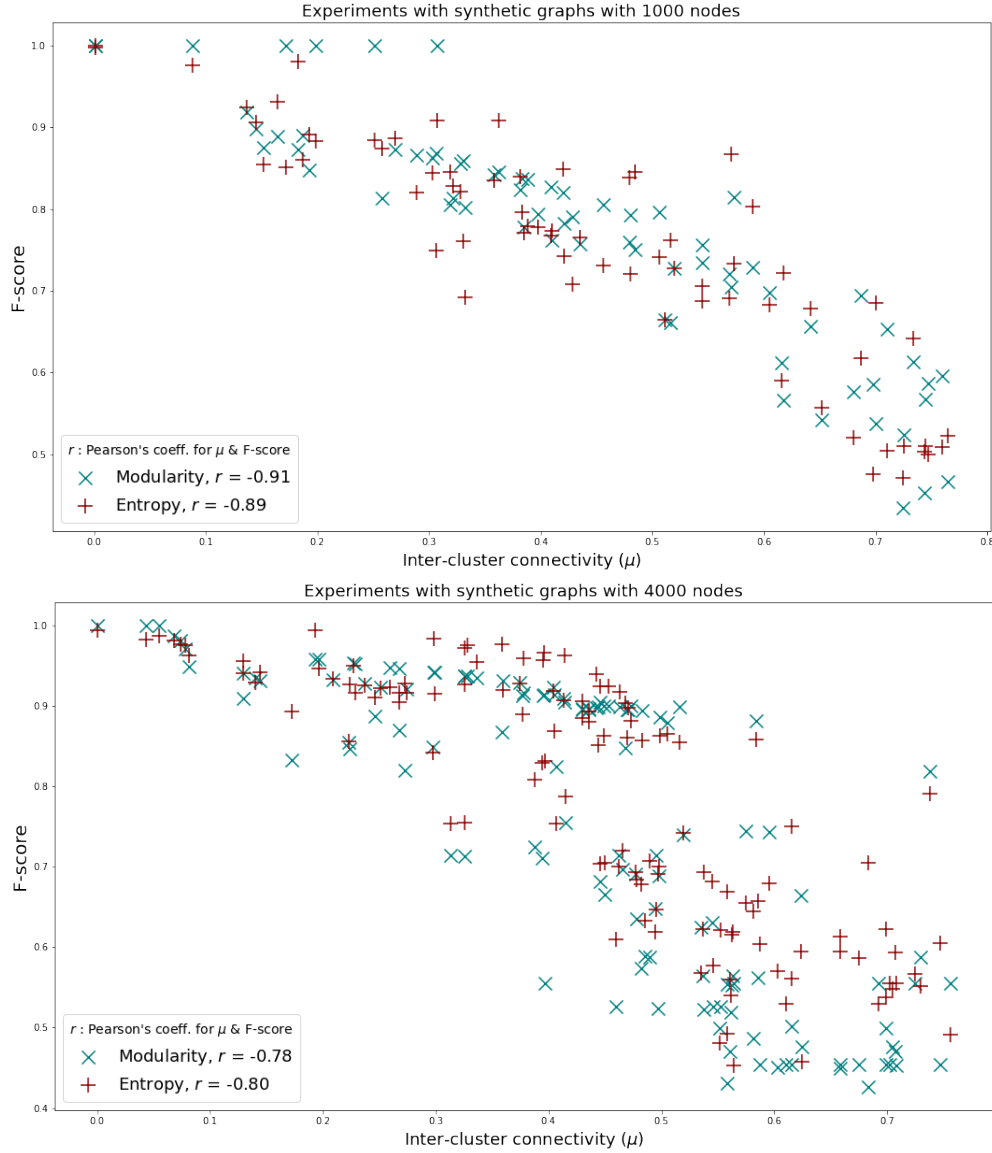 Experiments with synthetic graphs with 1000 nodes
1.0
0.9
0.8
0.7
0.6
0.5
F-score
r : Pearson's coeff. for μ & F-score
Modularity, r = -0.91
Entropy, r = -0.89
0.0 0.1 0.2 0.3 0.4 0.5 0.6 0.7 0.8
Inter-cluster connectivity (μ)
Experiments with synthetic graphs with 4000 nodes
1.0
0.9
0.8
0.7
0.6
0.5
0.4
F-score
r : Pearson's coeff. for μ & F-score
Modularity, r = -0.78
Entropy, r = -0.80
0.0 0.1 0.2 0.3 0.4 0.5 0.6 0.7
Inter-cluster connectivity (μ)